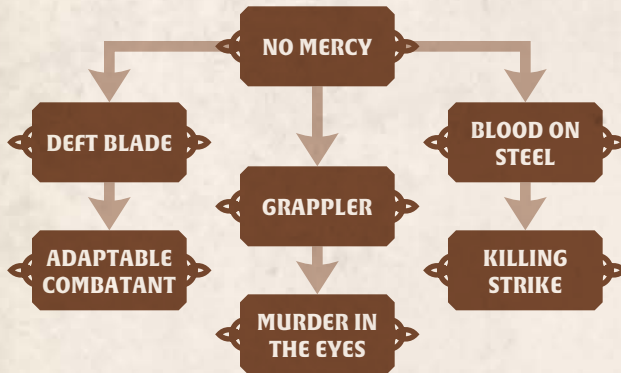 NO MERCY
DEFT BLADE
BLOOD ON
STEEL
GRAPPLER
ADAPTABLE
COMBATANT
KILLING
STRIKE
MURDER IN
THE EYES